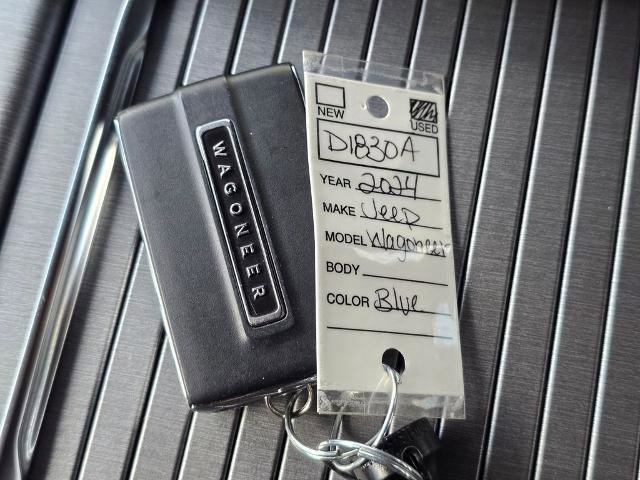 WAGONEER
NEW
USED
D1830A
YEAR 2024
MAKE Jeep
MODEL Wagoneer
BODY
COLOR Blue